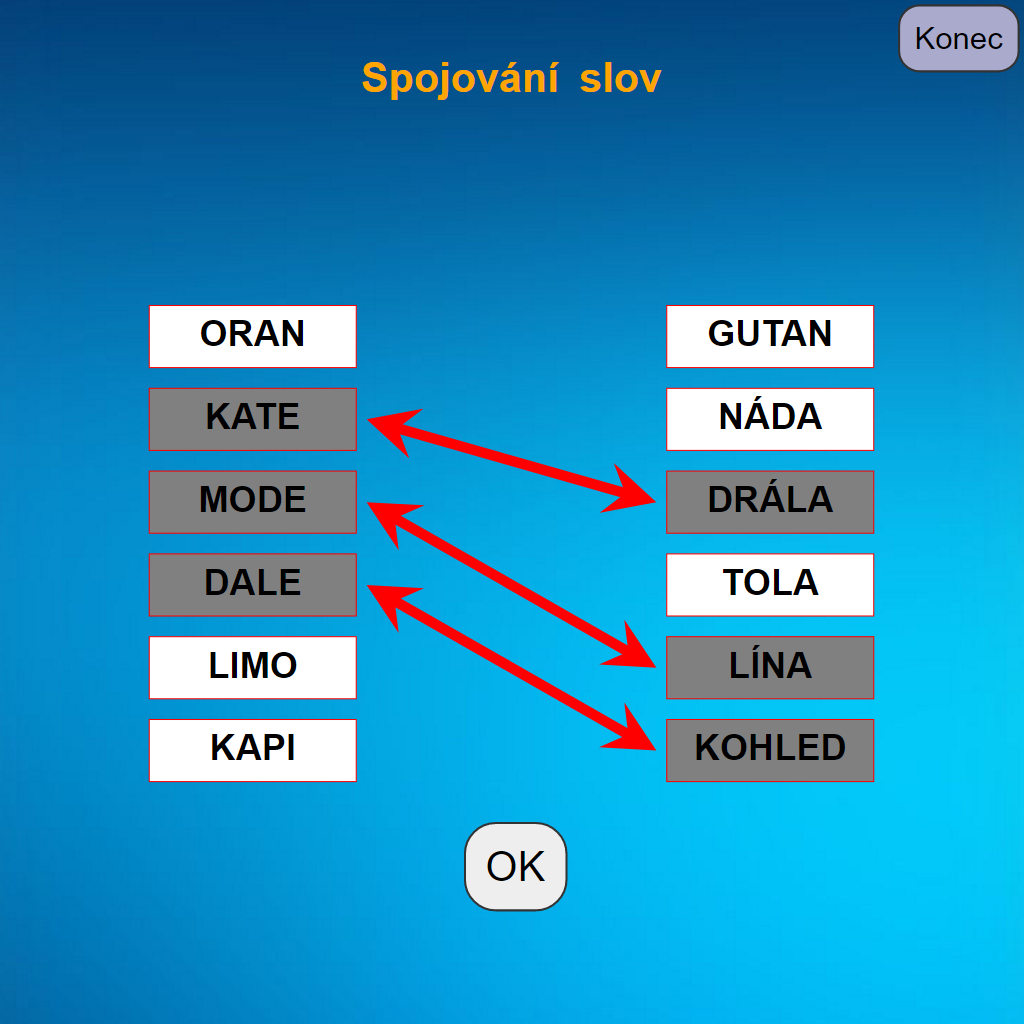 Konec
Spojování slov
ORAN GUTAN
KATE NÁDA
MODE DRÁLA
DALE TOLA
LIMO LÍNA
KAPI KOHLED
OK